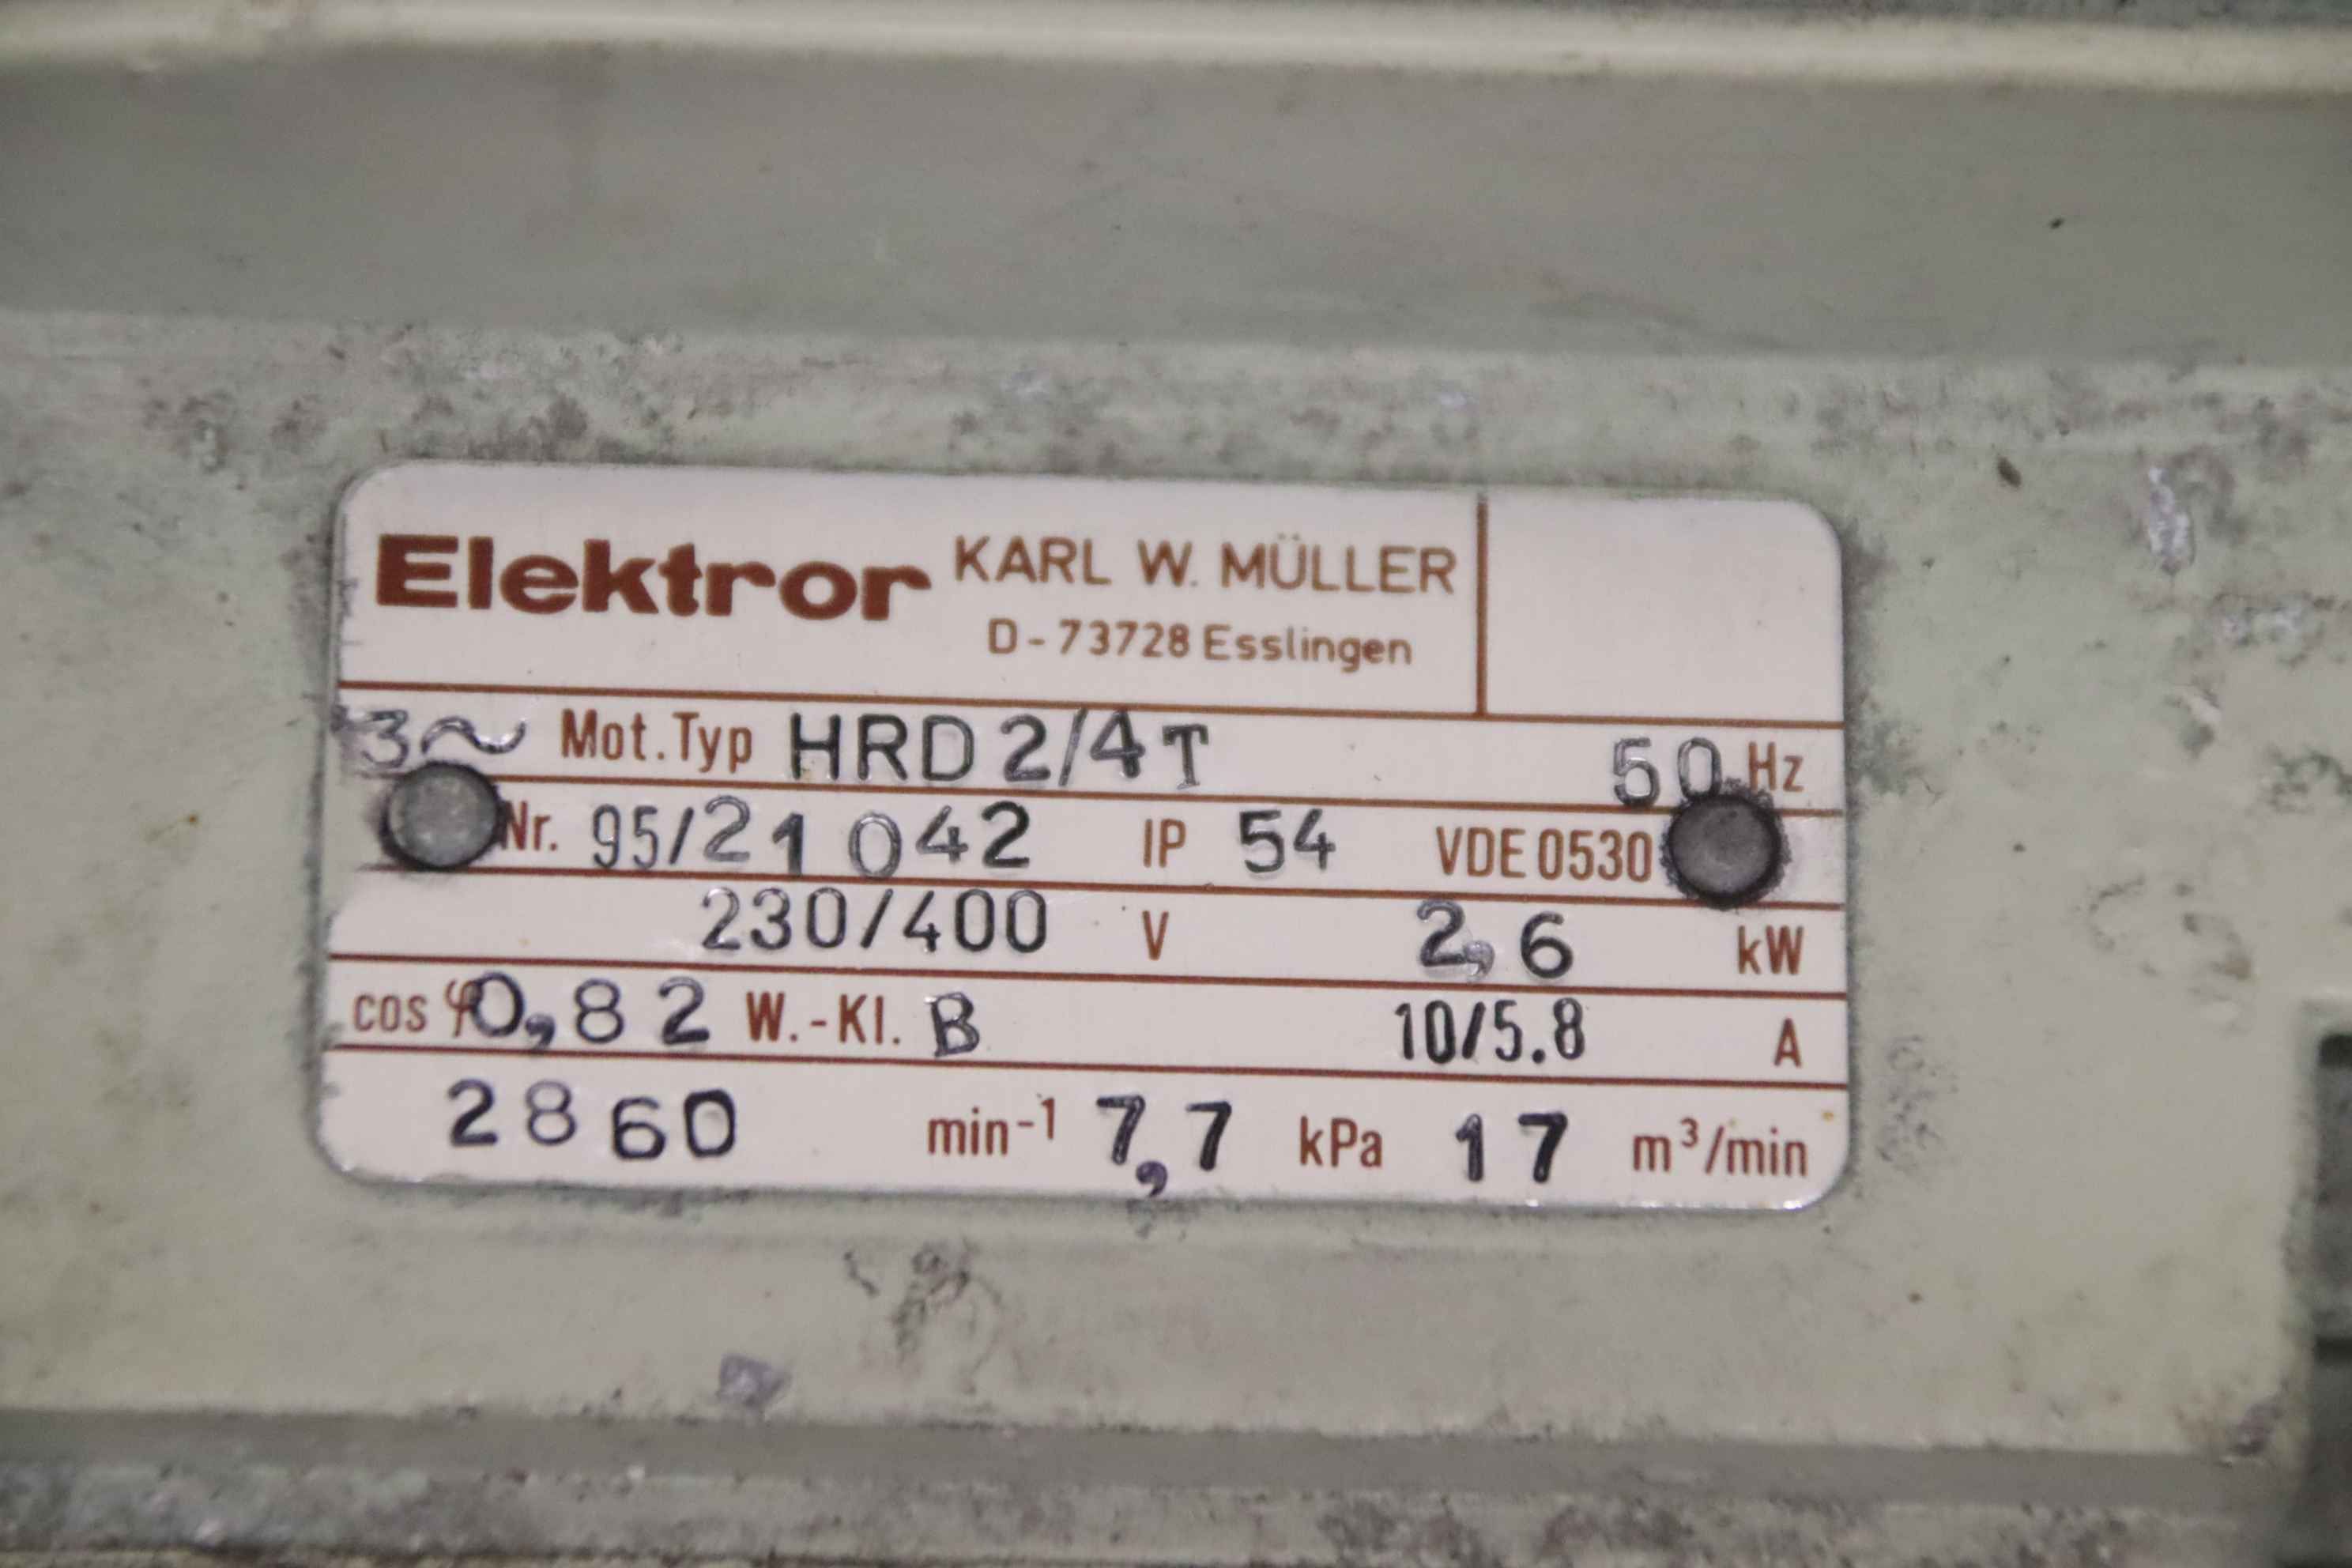 Elektror KARL W. MÜLLER
D-73728 Esslingen
3~ Mot.Typ HRD 2/4T 50 Hz
Nr. 95/21042 IP 54 VDE 0530
230/400 V 2,6 kW
cos φ 0,82 W.-Kl. B 10/5.8 A
2860 min-1 7,7 kPa 17 m³/min